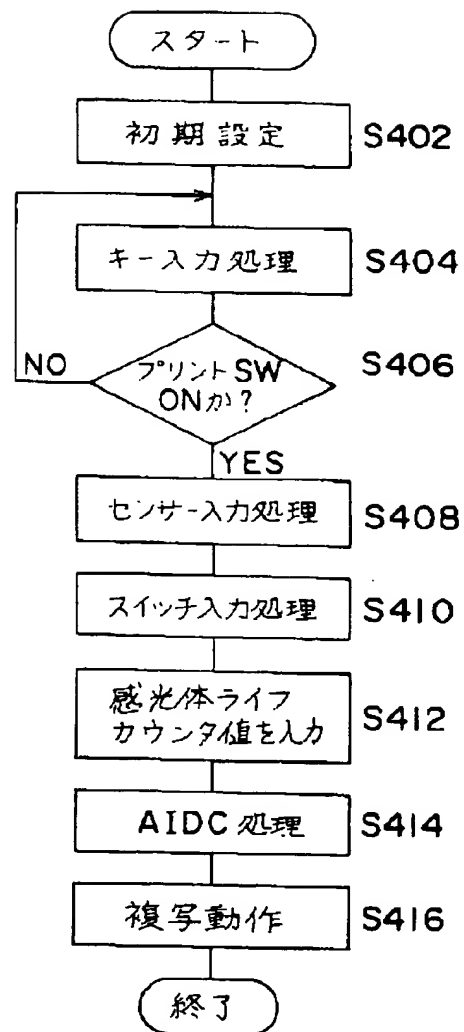 スタート
初期設定 S402
キー入力処理 S404
プリントSW S406
ONか?
NO
YES
センサー入力処理 S408
スイッチ入力処理 S410
感光体ライフ
カウンタ値を入力 S412
AIDC処理 S414
複写動作 S416
終了